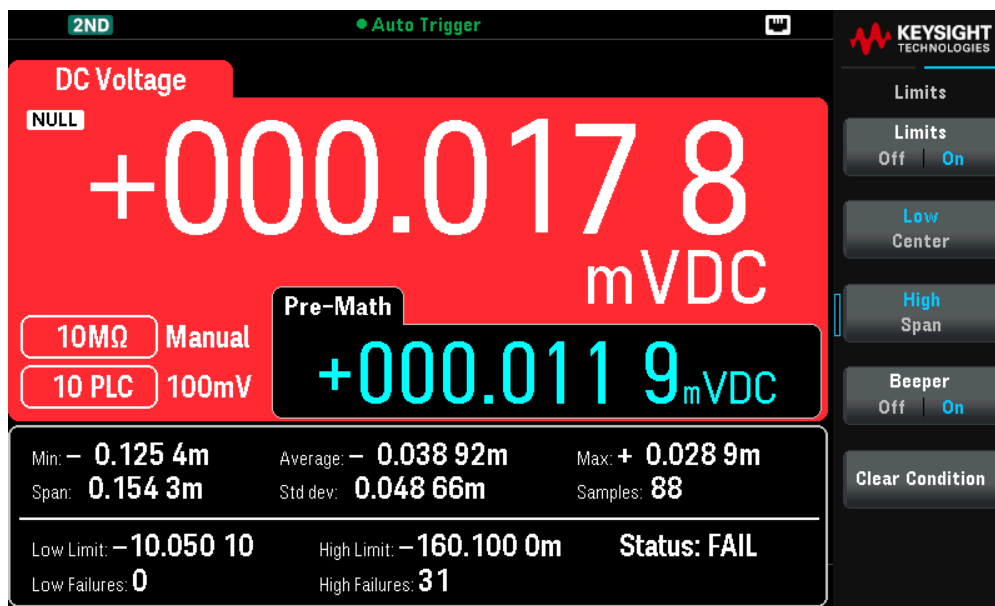 2ND Auto Trigger
KEYSIGHT
TECHNOLOGIES
DC Voltage
Limits
NULL
+000.017 8
mVDC
Limits
Off On
Low
Center
Pre-Math
High
Span
10MΩ Manual
+000.011 9mVDC
10 PLC 100mV
Beeper
Off On
Min: – 0.125 4m Average: – 0.038 92m Max: + 0.028 9m
Span: 0.154 3m Std dev: 0.048 66m Samples: 88
Clear Condition
Low Limit: –10.050 10 High Limit: –160.100 0m Status: FAIL
Low Failures: 0 High Failures: 31